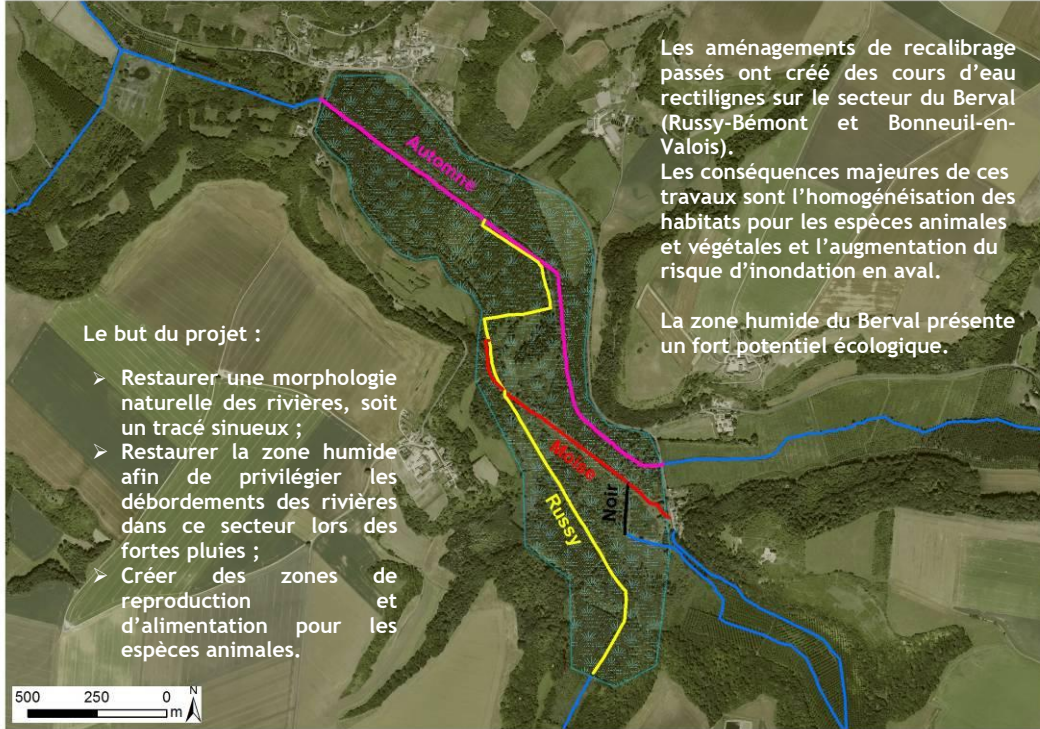 Les aménagements de recalibrage
passés ont créé des cours d'eau
rectilignes sur le secteur du Berval
(Russy-Bémont et Bonneuil-en-
Valois).
Les conséquences majeures de ces
travaux sont l'homogénéisation des
habitats pour les espèces animales
et végétales et l'augmentation du
risque d'inondation en aval.
La zone humide du Berval présente
un fort potentiel écologique.
Automne
Le but du projet :
➢ Restaurer une morphologie
naturelle des rivières, soit
un tracé sinueux ;
➢ Restaurer la zone humide
afin de privilégier les
débordements des rivières
dans ce secteur lors des
fortes pluies ;
➢ Créer des zones de
reproduction et
d'alimentation pour les
espèces animales.
Moise
Noir
Russy
500 250 0
m
N